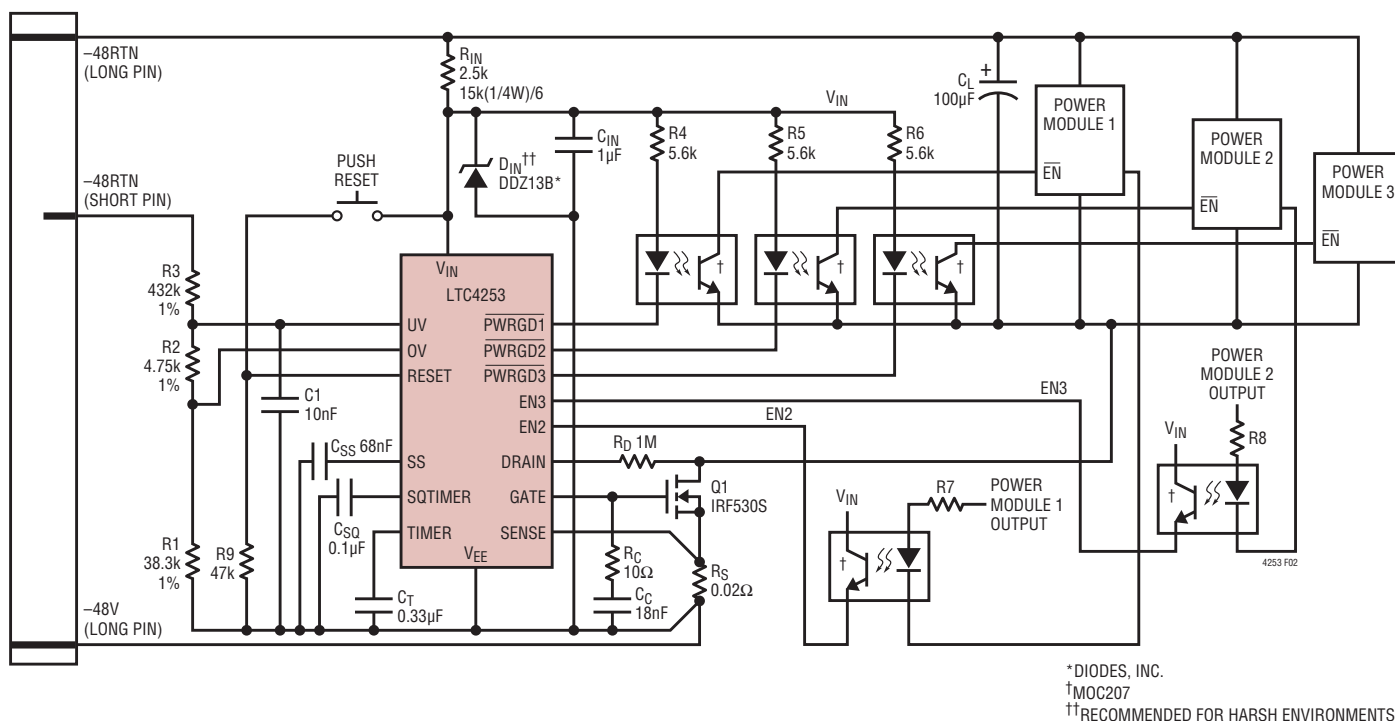 –48RTN
(LONG PIN)
RIN
2.5k
15k(1/4W)/6
CL
100µF
+
POWER
MODULE 1
EN
POWER
MODULE 2
EN
POWER
MODULE 3
EN
VIN
R4
5.6k
R5
5.6k
R6
5.6k
CIN
1µF
DIN††
DDZ13B*
PUSH
RESET
–48RTN
(SHORT PIN)
†
†
†
R3
432k
1%
R2
4.75k
1%
R1
38.3k
1%
R9
47k
C1
10nF
CSS 68nF
CSQ
0.1µF
CT
0.33µF
VIN
LTC4253
UV
OV
RESET
SS
SQTIMER
TIMER
VEE
PWRGD1
PWRGD2
PWRGD3
EN3
EN2
DRAIN
GATE
SENSE
EN3
EN2
RD 1M
Q1
IRF530S
RC
10Ω
CC
18nF
RS
0.02Ω
VIN
†
R7
POWER
MODULE 1
OUTPUT
POWER
MODULE 2
OUTPUT
VIN
R8
†
4253 F02
–48V
(LONG PIN)
*DIODES, INC.
†MOC207
††RECOMMENDED FOR HARSH ENVIRONMENTS